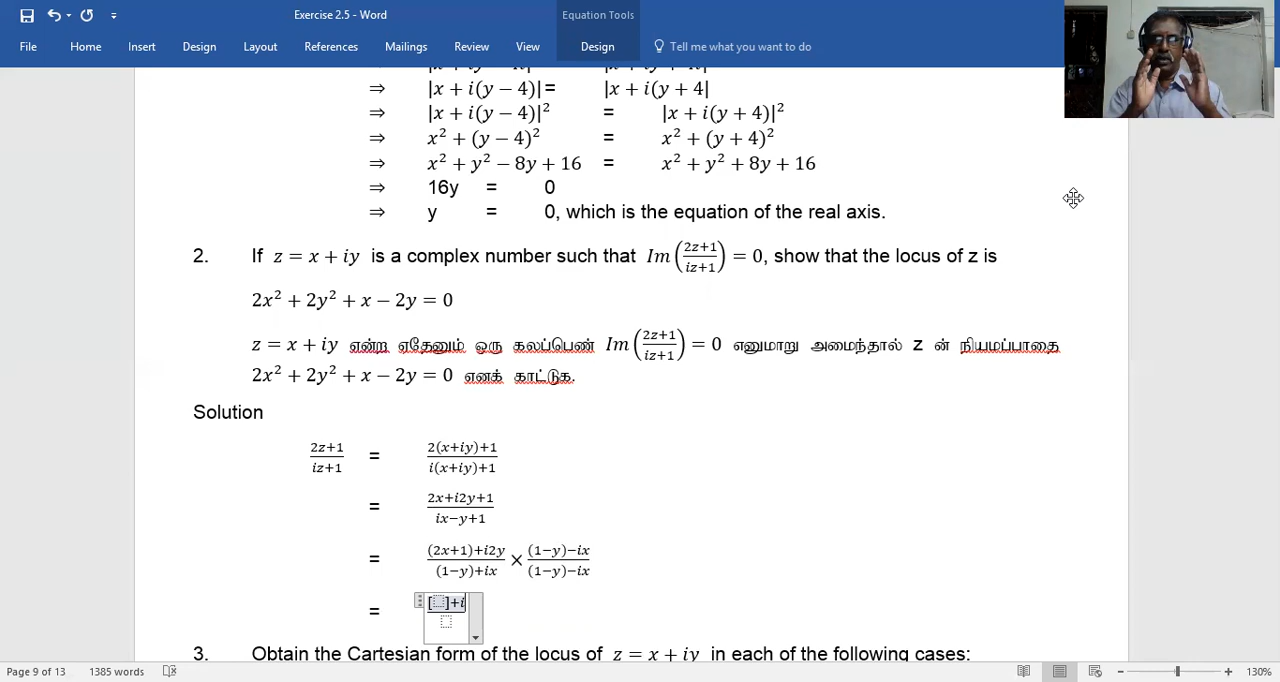 Exercise 2.5 - Word
Equation Tools
File Home Insert Design Layout References Mailings Review View Design Tell me what you want to do
⇒ |x + i(y − 4)| = |x + i(y + 4|
⇒ |x + i(y − 4)|² = |x + i(y + 4)|²
⇒ x² + (y − 4)² = x² + (y + 4)²
⇒ x² + y² − 8y + 16 = x² + y² + 8y + 16
⇒ 16y = 0
⇒ y = 0, which is the equation of the real axis.
2. If z = x + iy is a complex number such that Im((2z+1)/(iz+1)) = 0, show that the locus of z is
2x² + 2y² + x − 2y = 0
z = x + iy என்ற ஏதேனும் ஒரு கலப்பெண் Im((2z+1)/(iz+1)) = 0 எனுமாறு அமைந்தால் z ன் நியமப்பாதை
2x² + 2y² + x − 2y = 0 எனக் காட்டுக.
Solution
(2z+1)/(iz+1) = (2(x+iy)+1)/(i(x+iy)+1)
= (2x+i2y+1)/(ix−y+1)
= ((2x+1)+i2y)/((1−y)+ix) × ((1−y)−ix)/((1−y)−ix)
= [ ]+i
3. Obtain the Cartesian form of the locus of z = x + iy in each of the following cases:
Page 9 of 13 1385 words 130%